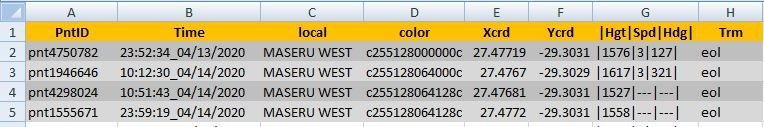 A B C D E F G H
1 PntID Time local color Xcrd Ycrd |Hgt|Spd|Hdg| Trm
2 pnt4750782 23:52:34_04/13/2020 MASERU WEST c255128000000c 27.47719 -29.3031 |1576|3|127| eol
3 pnt1946646 10:12:30_04/14/2020 MASERU WEST c255128064000c 27.4767 -29.3029 |1617|3|321| eol
4 pnt4298024 10:51:43_04/14/2020 MASERU WEST c255128064128c 27.47681 -29.3031 |1527|---|---| eol
5 pnt1555671 23:59:19_04/14/2020 MASERU WEST c255128064128c 27.4772 -29.3031 |1558|---|---| eol